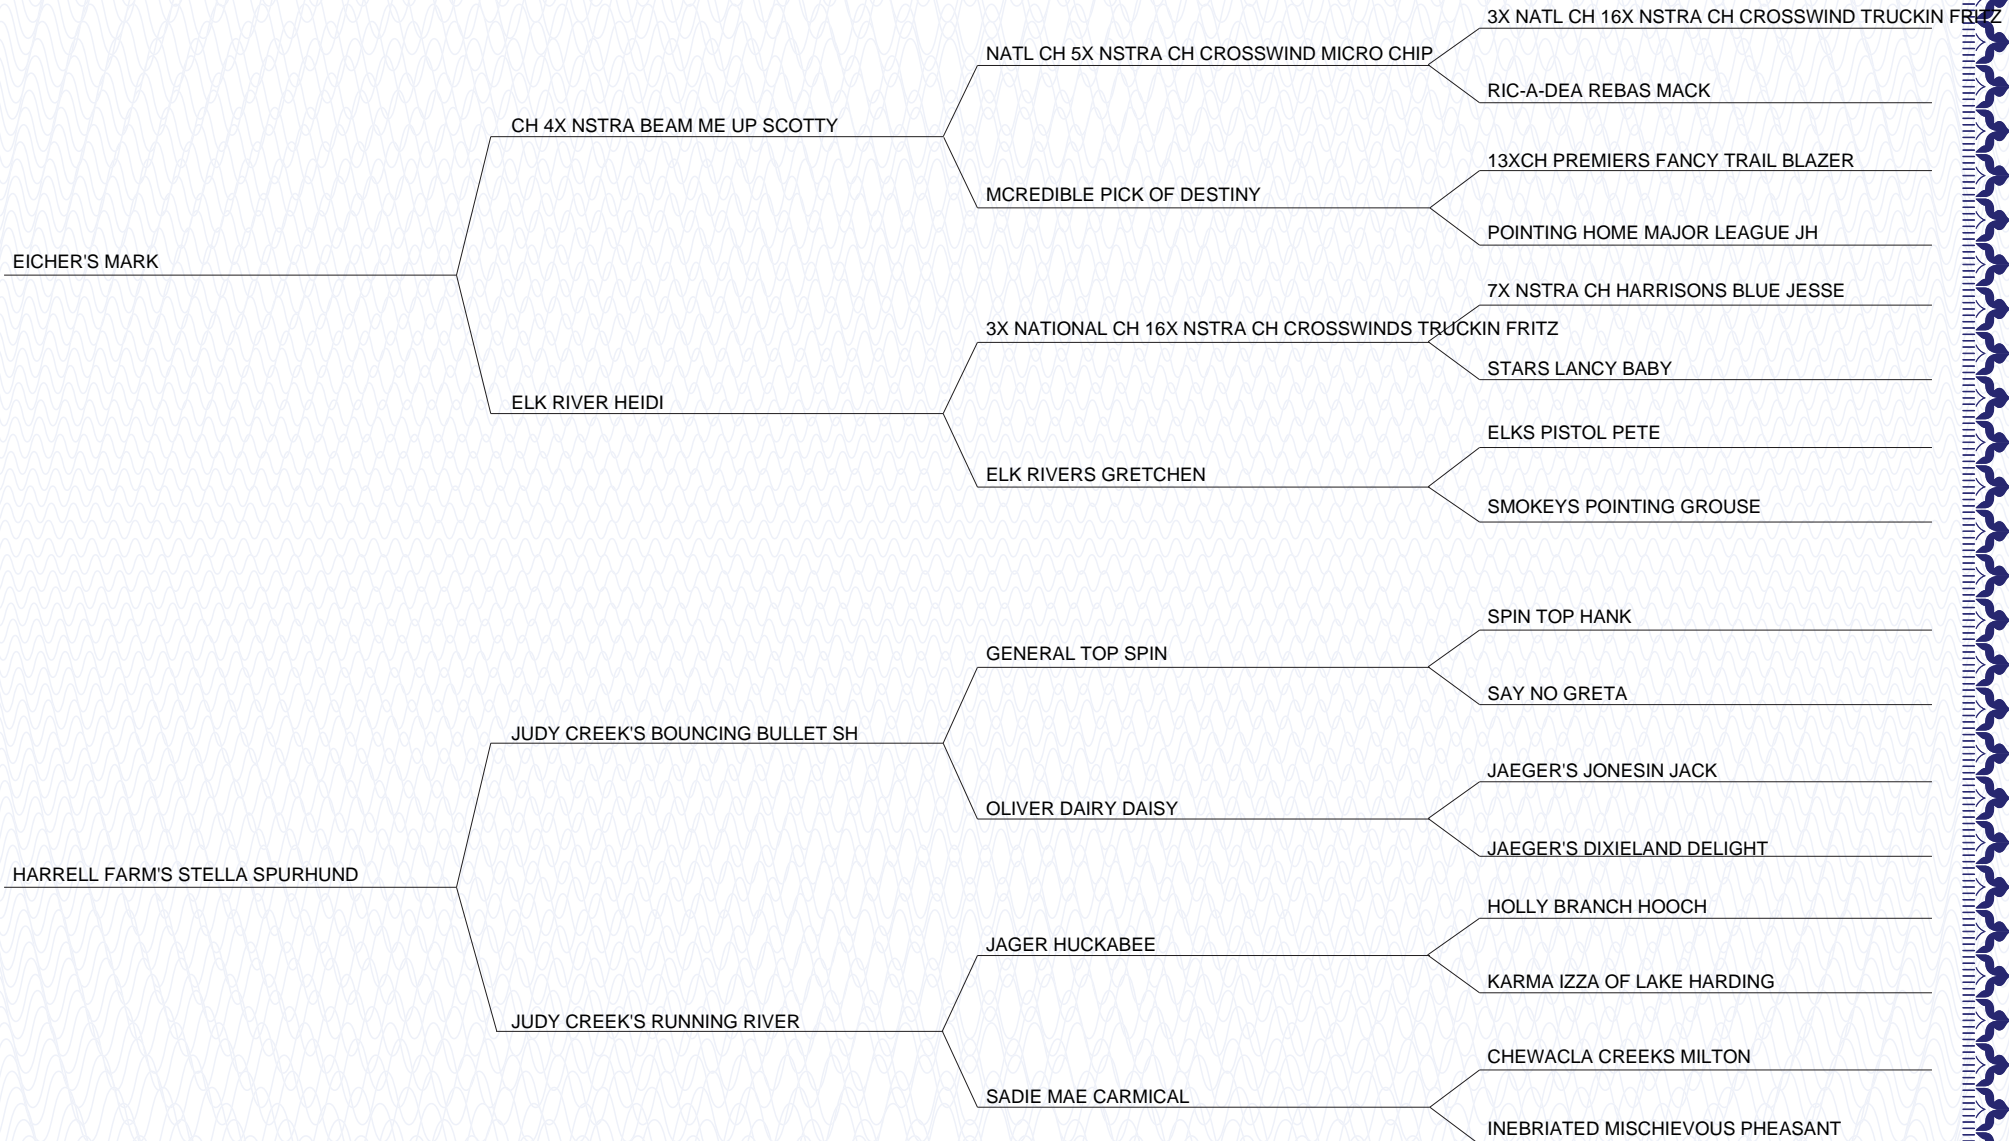 3X NATL CH 16X NSTRA CH CROSSWIND TRUCKIN FRITZ
NATL CH 5X NSTRA CH CROSSWIND MICRO CHIP
RIC-A-DEA REBAS MACK
CH 4X NSTRA BEAM ME UP SCOTTY
13XCH PREMIERS FANCY TRAIL BLAZER
MCREDIBLE PICK OF DESTINY
POINTING HOME MAJOR LEAGUE JH
EICHER'S MARK
7X NSTRA CH HARRISONS BLUE JESSE
3X NATIONAL CH 16X NSTRA CH CROSSWINDS TRUCKIN FRITZ
STARS LANCY BABY
ELK RIVER HEIDI
ELKS PISTOL PETE
ELK RIVERS GRETCHEN
SMOKEYS POINTING GROUSE
SPIN TOP HANK
GENERAL TOP SPIN
SAY NO GRETA
JUDY CREEK'S BOUNCING BULLET SH
JAEGER'S JONESIN JACK
OLIVER DAIRY DAISY
JAEGER'S DIXIELAND DELIGHT
HARRELL FARM'S STELLA SPURHUND
HOLLY BRANCH HOOCH
JAGER HUCKABEE
KARMA IZZA OF LAKE HARDING
JUDY CREEK'S RUNNING RIVER
CHEWACLA CREEKS MILTON
SADIE MAE CARMICAL
INEBRIATED MISCHIEVOUS PHEASANT